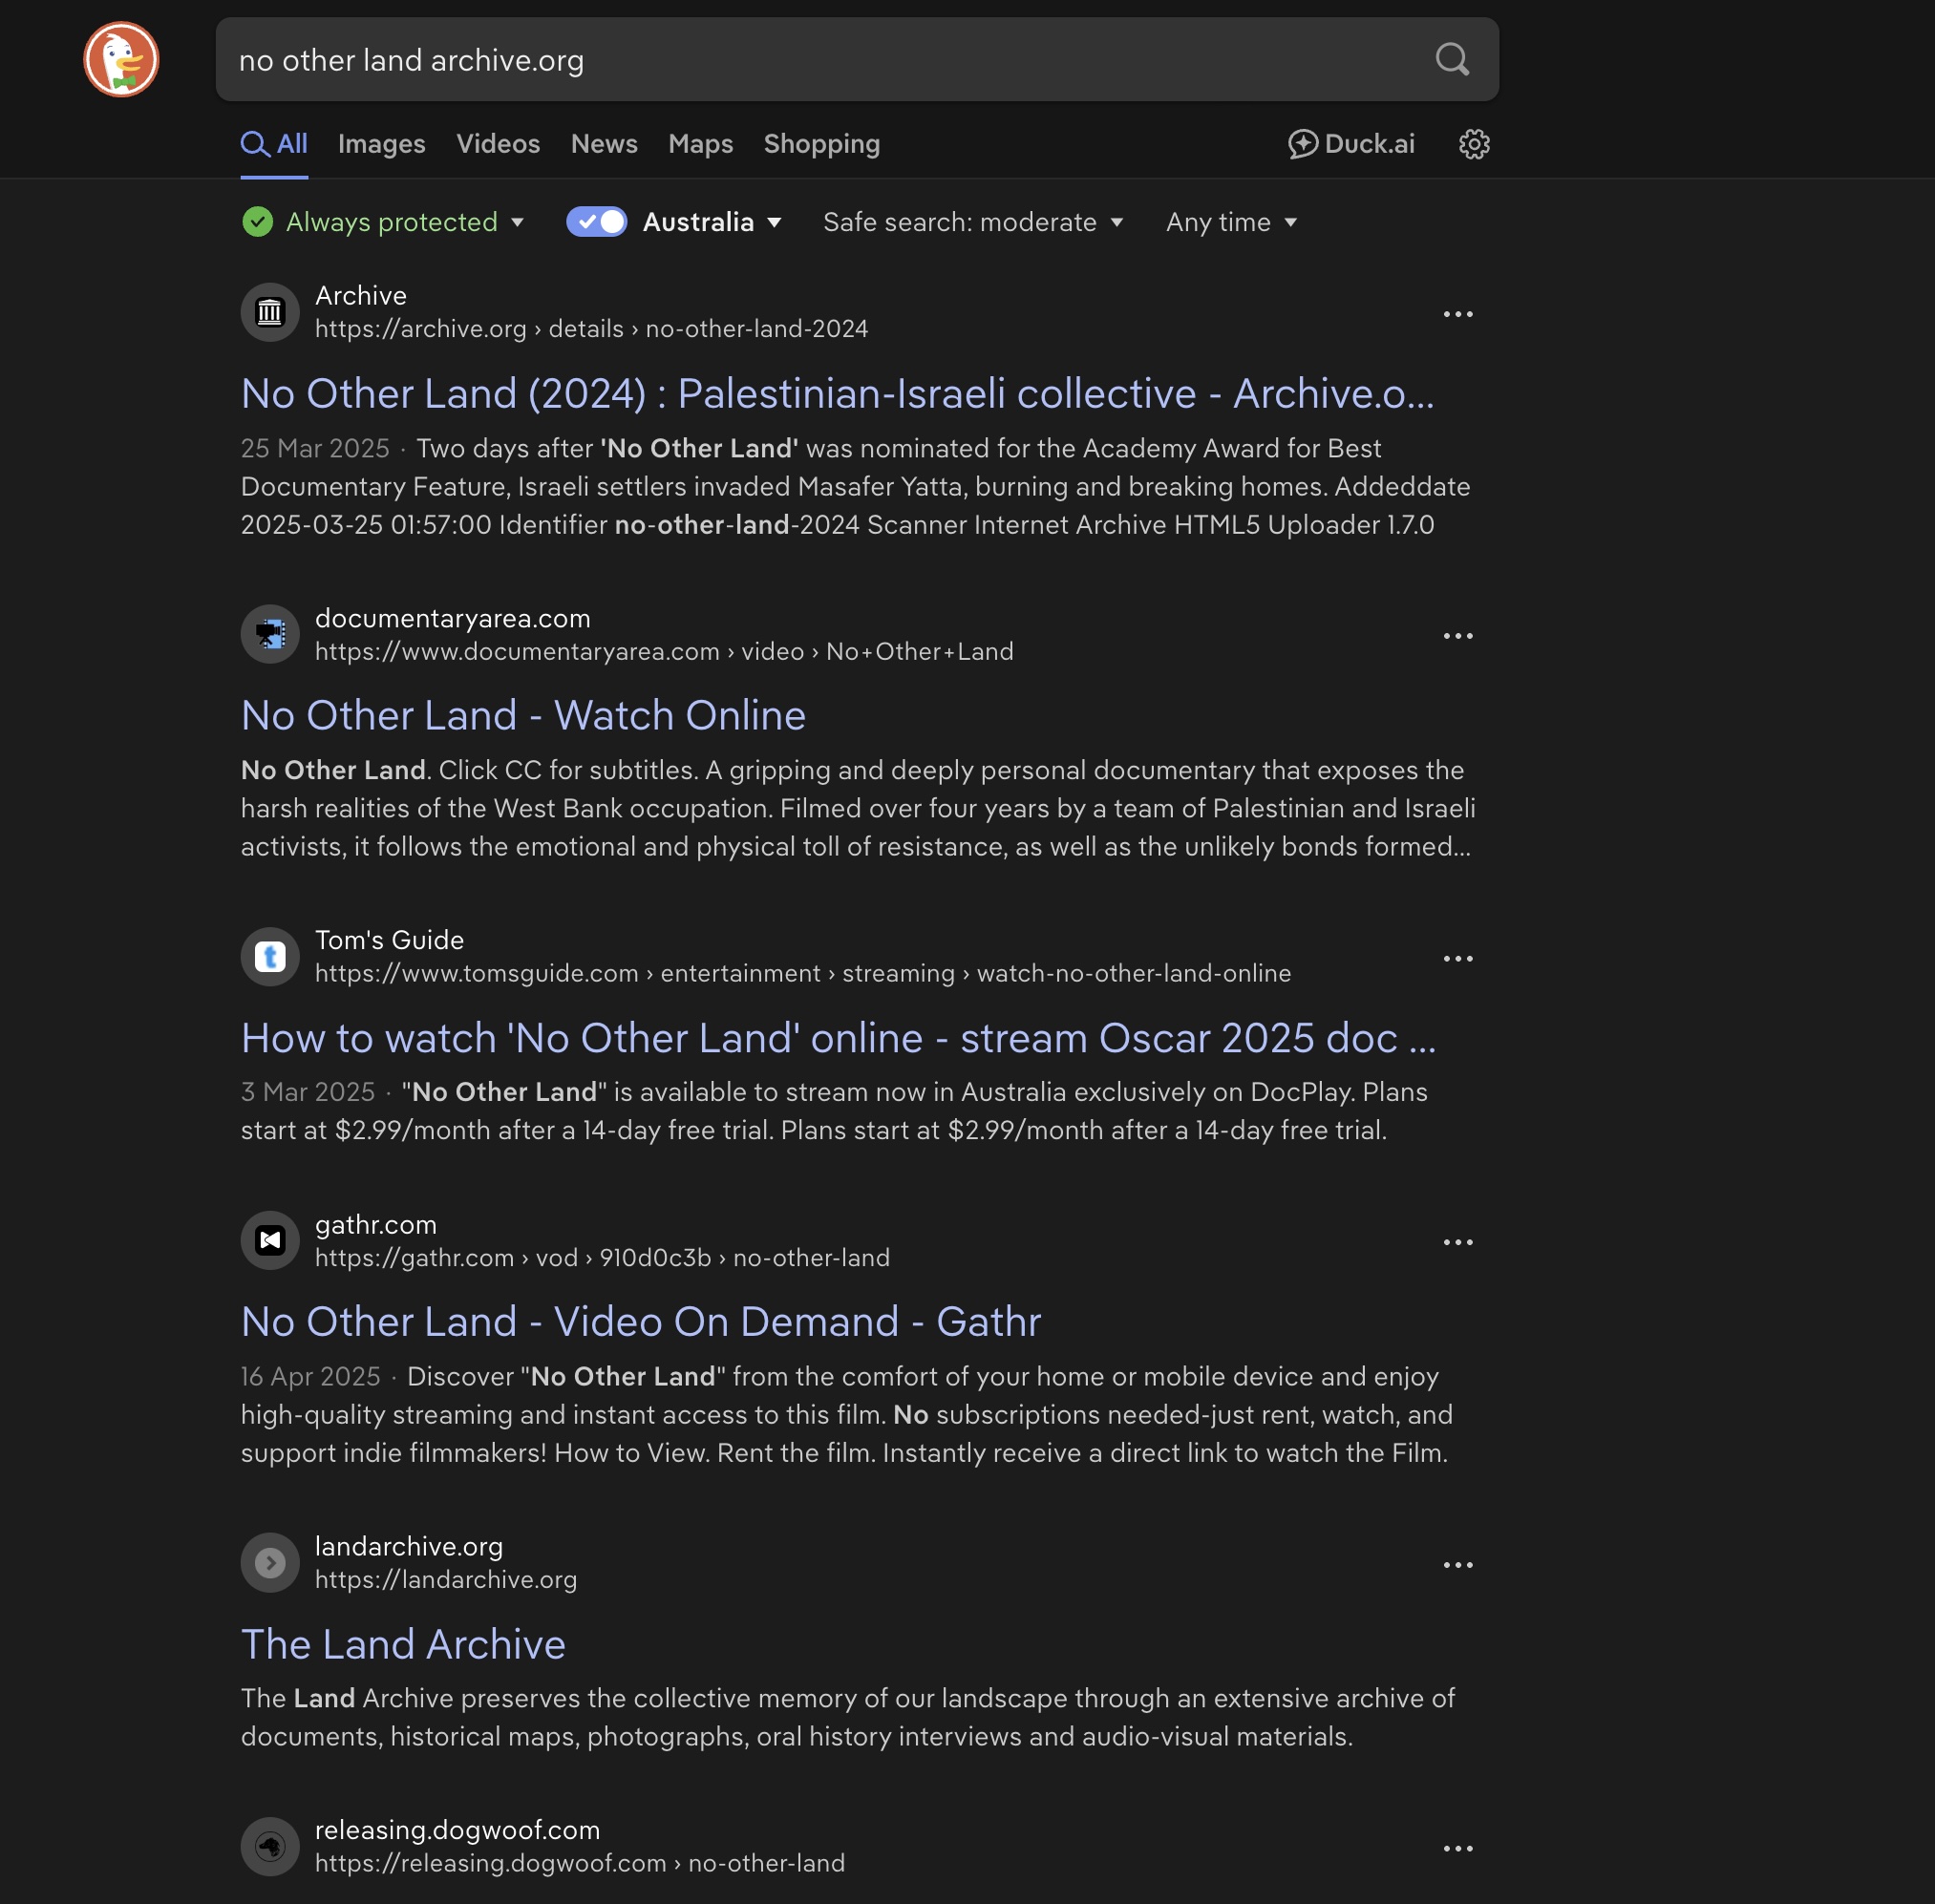 no other land archive.org
All Images Videos News Maps Shopping Duck.ai
Always protected Australia Safe search: moderate Any time
Archive
https://archive.org › details › no-other-land-2024
No Other Land (2024) : Palestinian-Israeli collective - Archive.o...
25 Mar 2025 · Two days after 'No Other Land' was nominated for the Academy Award for Best
Documentary Feature, Israeli settlers invaded Masafer Yatta, burning and breaking homes. Addeddate
2025-03-25 01:57:00 Identifier no-other-land-2024 Scanner Internet Archive HTML5 Uploader 1.7.0
documentaryarea.com
https://www.documentaryarea.com › video › No+Other+Land
No Other Land - Watch Online
No Other Land. Click CC for subtitles. A gripping and deeply personal documentary that exposes the
harsh realities of the West Bank occupation. Filmed over four years by a team of Palestinian and Israeli
activists, it follows the emotional and physical toll of resistance, as well as the unlikely bonds formed...
t
Tom's Guide
https://www.tomsguide.com › entertainment › streaming › watch-no-other-land-online
How to watch 'No Other Land' online - stream Oscar 2025 doc ...
3 Mar 2025 · "No Other Land" is available to stream now in Australia exclusively on DocPlay. Plans
start at $2.99/month after a 14-day free trial. Plans start at $2.99/month after a 14-day free trial.
gathr.com
https://gathr.com › vod › 910d0c3b › no-other-land
No Other Land - Video On Demand - Gathr
16 Apr 2025 · Discover "No Other Land" from the comfort of your home or mobile device and enjoy
high-quality streaming and instant access to this film. No subscriptions needed-just rent, watch, and
support indie filmmakers! How to View. Rent the film. Instantly receive a direct link to watch the Film.
landarchive.org
https://landarchive.org
The Land Archive
The Land Archive preserves the collective memory of our landscape through an extensive archive of
documents, historical maps, photographs, oral history interviews and audio-visual materials.
releasing.dogwoof.com
https://releasing.dogwoof.com › no-other-land